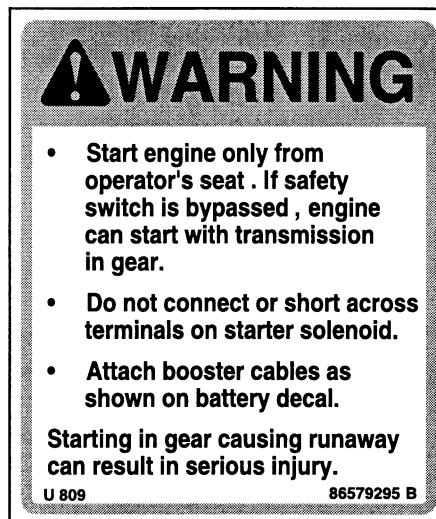 WARNING
• Start engine only from
operator's seat . If safety
switch is bypassed , engine
can start with transmission
in gear.
• Do not connect or short across
terminals on starter solenoid.
• Attach booster cables as
shown on battery decal.
Starting in gear causing runaway
can result in serious injury.
U 809 86579295 B